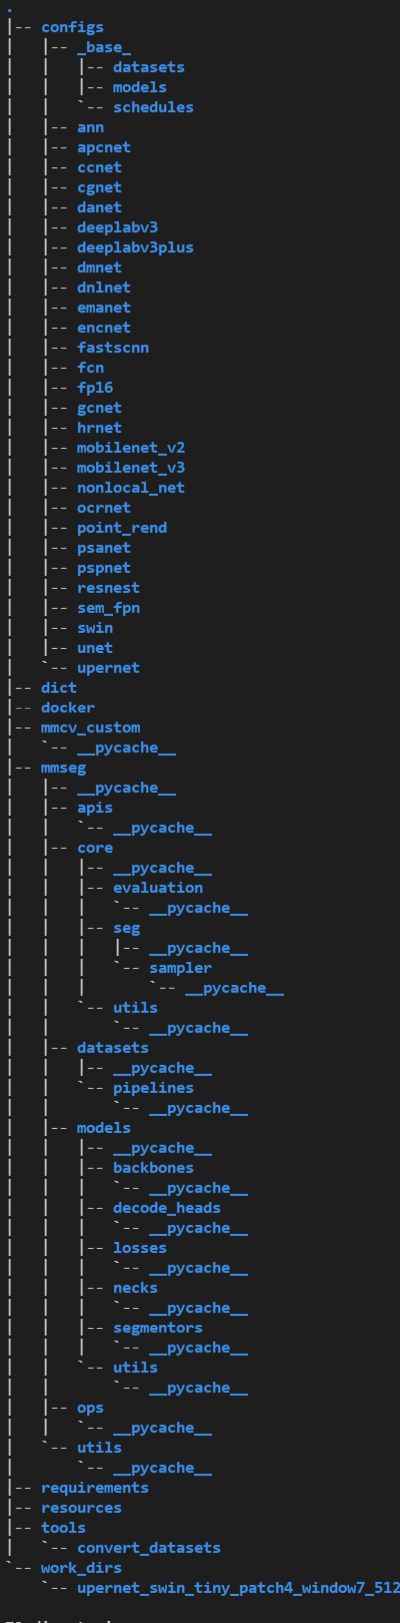 .
|-- configs
|   |-- _base_
|   |   |-- datasets
|   |   |-- models
|   |   `-- schedules
|   |-- ann
|   |-- apcnet
|   |-- ccnet
|   |-- cgnet
|   |-- danet
|   |-- deeplabv3
|   |-- deeplabv3plus
|   |-- dmnet
|   |-- dnlnet
|   |-- emanet
|   |-- encnet
|   |-- fastscnn
|   |-- fcn
|   |-- fp16
|   |-- gcnet
|   |-- hrnet
|   |-- mobilenet_v2
|   |-- mobilenet_v3
|   |-- nonlocal_net
|   |-- ocrnet
|   |-- point_rend
|   |-- psanet
|   |-- pspnet
|   |-- resnest
|   |-- sem_fpn
|   |-- swin
|   |-- unet
|   `-- upernet
|-- dict
|-- docker
|-- mmcv_custom
|   `-- __pycache__
|-- mmseg
|   |-- __pycache__
|   |-- apis
|   |   `-- __pycache__
|   |-- core
|   |   |-- __pycache__
|   |   |-- evaluation
|   |   |   `-- __pycache__
|   |   |-- seg
|   |   |   |-- __pycache__
|   |   |   `-- sampler
|   |   |       `-- __pycache__
|   |   `-- utils
|   |       `-- __pycache__
|   |-- datasets
|   |   |-- __pycache__
|   |   `-- pipelines
|   |       `-- __pycache__
|   |-- models
|   |   |-- __pycache__
|   |   |-- backbones
|   |   |   `-- __pycache__
|   |   |-- decode_heads
|   |   |   `-- __pycache__
|   |   |-- losses
|   |   |   `-- __pycache__
|   |   |-- necks
|   |   |   `-- __pycache__
|   |   |-- segmentors
|   |   |   `-- __pycache__
|   |   `-- utils
|   |       `-- __pycache__
|   |-- ops
|   |   `-- __pycache__
|   `-- utils
|       `-- __pycache__
|-- requirements
|-- resources
|-- tools
|   `-- convert_datasets
`-- work_dirs
    `-- upernet_swin_tiny_patch4_window7_512